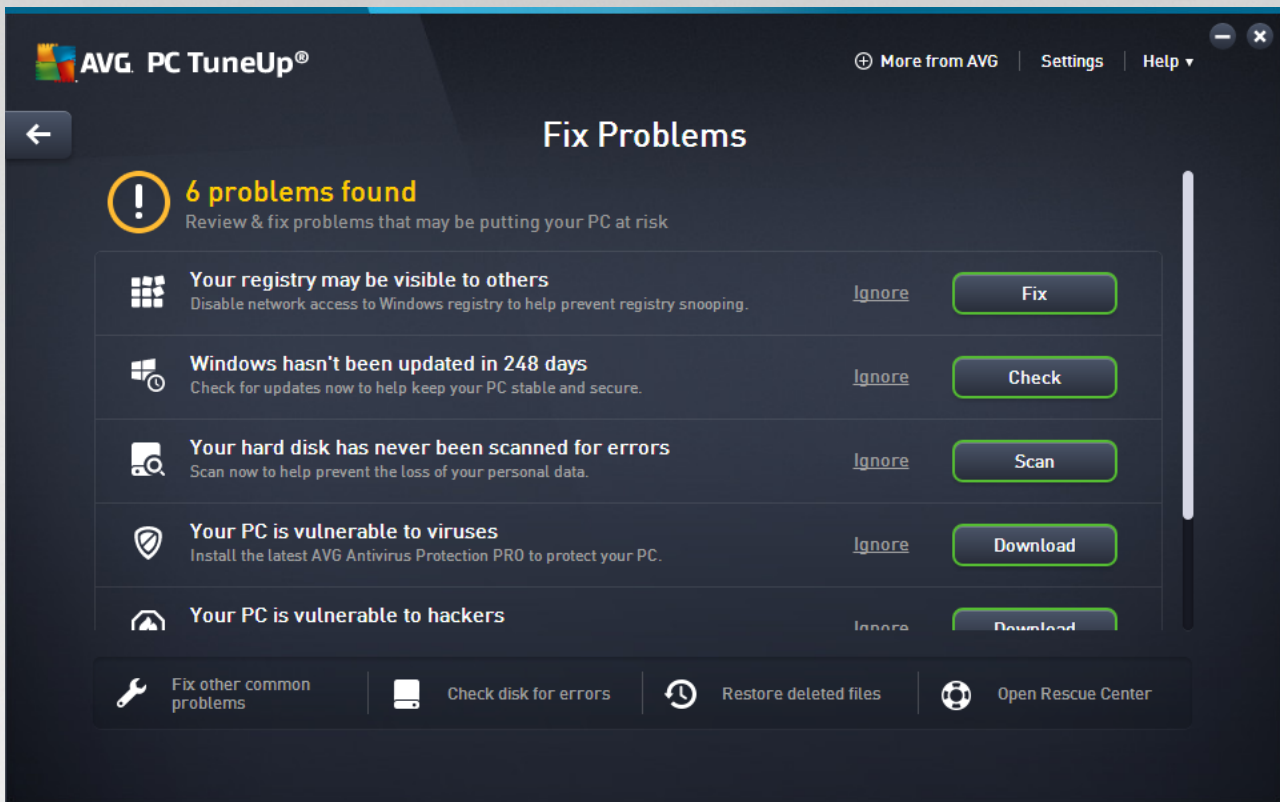 AVG PC TuneUp®
More from AVG
Settings
Help
Fix Problems
6 problems found
Review & fix problems that may be putting your PC at risk
Your registry may be visible to others
Disable network access to Windows registry to help prevent registry snooping.
Ignore
Fix
Windows hasn't been updated in 248 days
Check for updates now to help keep your PC stable and secure.
Ignore
Check
Your hard disk has never been scanned for errors
Scan now to help prevent the loss of your personal data.
Ignore
Scan
Your PC is vulnerable to viruses
Install the latest AVG Antivirus Protection PRO to protect your PC.
Ignore
Download
Your PC is vulnerable to hackers
Ignore
Download
Fix other common
problems
Check disk for errors
Restore deleted files
Open Rescue Center